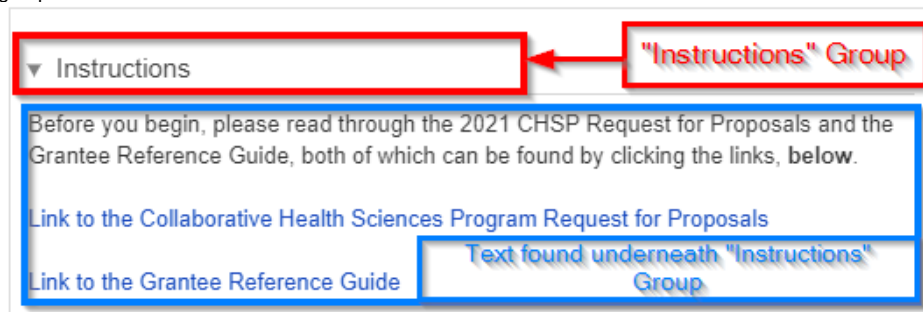 ▼ Instructions
"Instructions" Group
Before you begin, please read through the 2021 CHSP Request for Proposals and the
Grantee Reference Guide, both of which can be found by clicking the links, below.
Link to the Collaborative Health Sciences Program Request for Proposals
Text found underneath "Instructions"
Group
Link to the Grantee Reference Guide